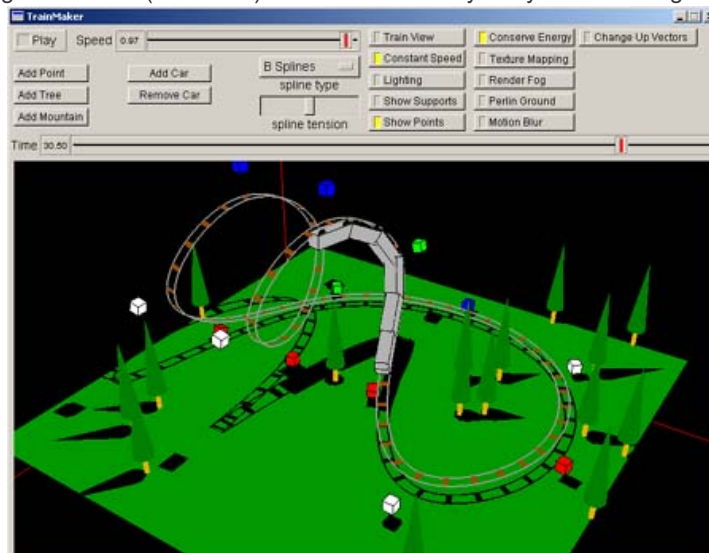 TrainMaker
Play Speed 0.97
Add Point
Add Tree
Add Mountain
Add Car
Remove Car
B Splines
spline type
spline tension
Train View
Constant Speed
Lighting
Show Supports
Show Points
Conserve Energy
Texture Mapping
Render Fog
Perlin Ground
Motion Blur
Change Up Vectors
Time 30.50